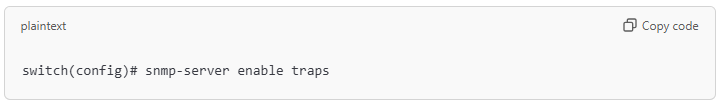 plaintext
Copy code
switch(config)# snmp-server enable traps